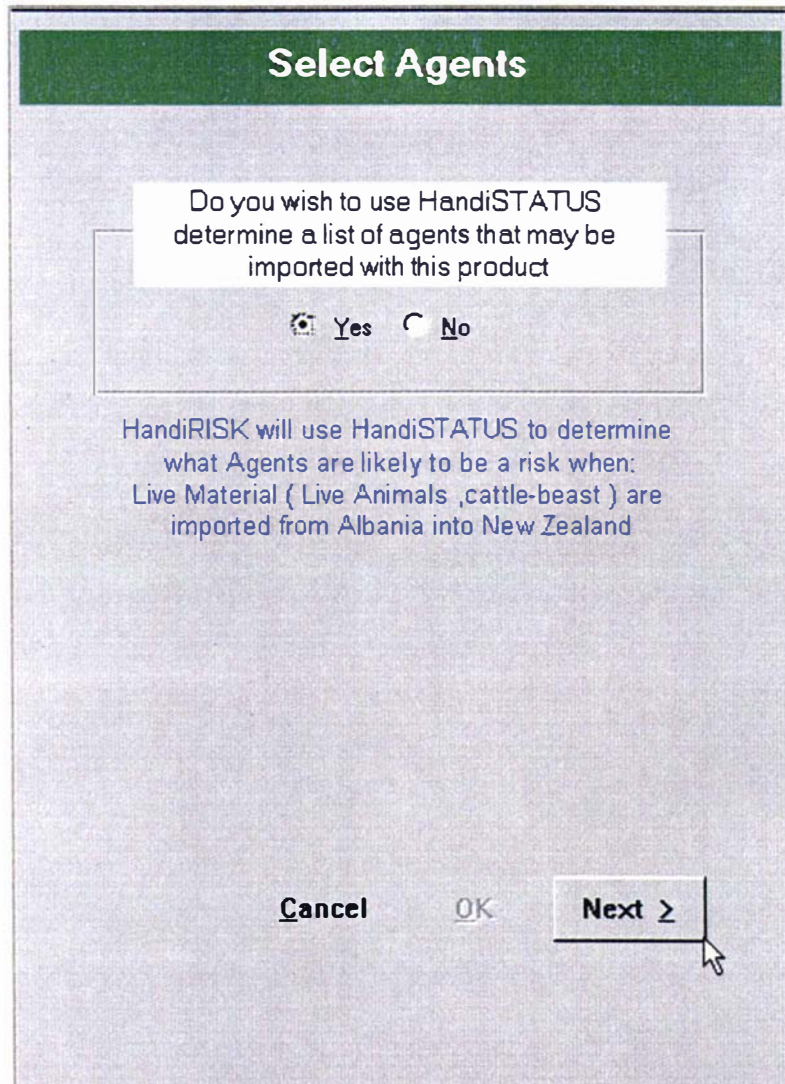 Select Agents
Do you wish to use HandiSTATUS
determine a list of agents that may be
imported with this product
Yes No
HandiRISK will use HandiSTATUS to determine
what Agents are likely to be a risk when:
Live Material ( Live Animals ,cattle-beast ) are
imported from Albania into New Zealand
Cancel OK Next >